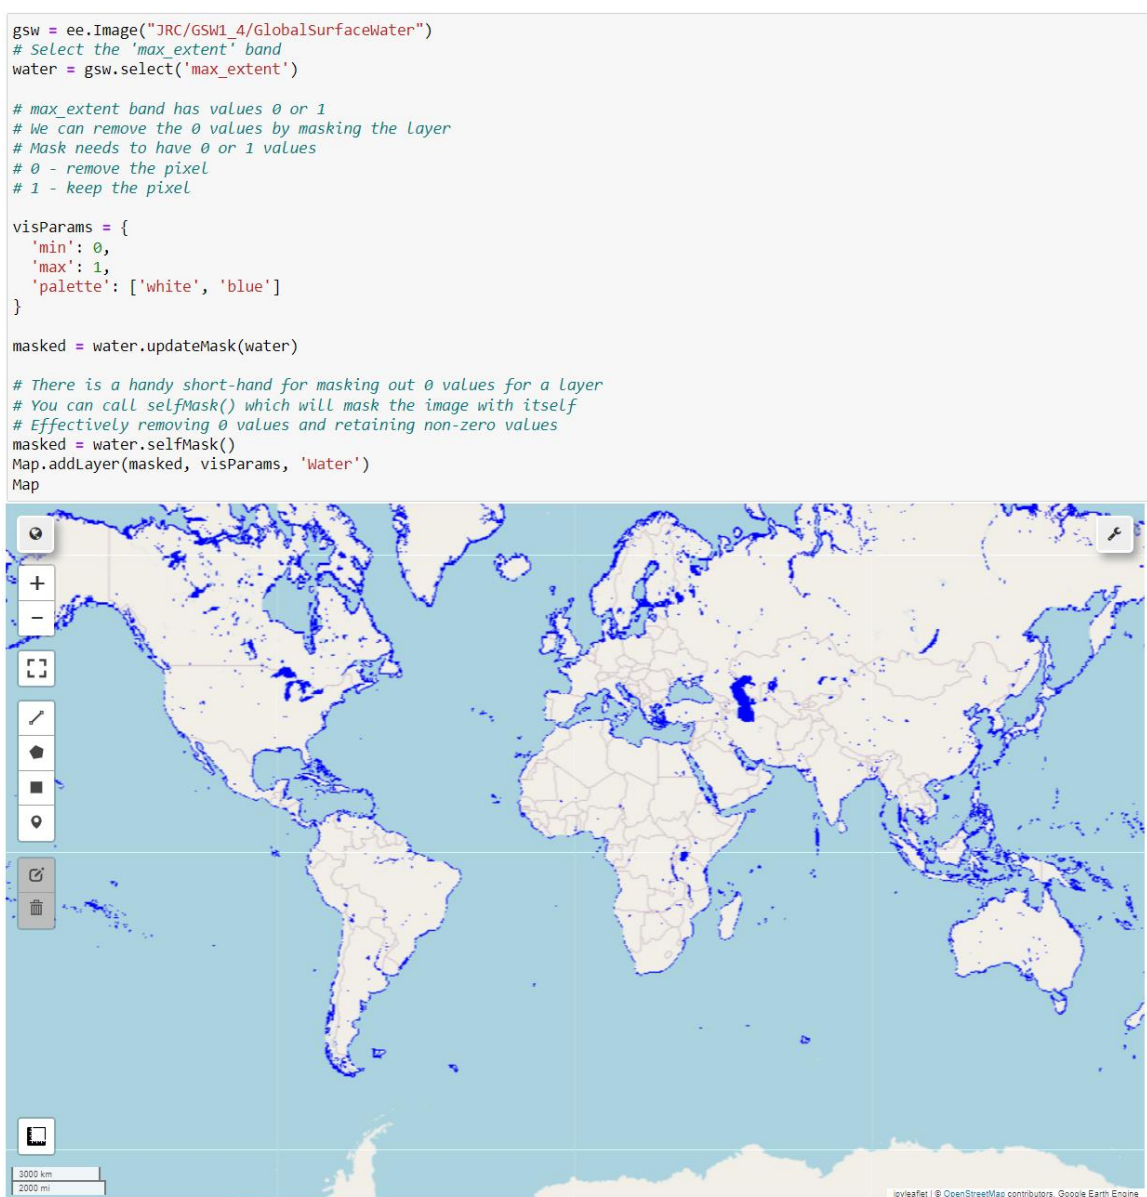 gsw = ee.Image("JRC/GSW1_4/GlobalSurfaceWater")
# Select the 'max_extent' band
water = gsw.select('max_extent')
# max_extent band has values 0 or 1
# We can remove the 0 values by masking the layer
# Mask needs to have 0 or 1 values
# 0 - remove the pixel
# 1 - keep the pixel
visParams = {
'min': 0,
'max': 1,
'palette': ['white', 'blue']
}
masked = water.updateMask(water)
# There is a handy short-hand for masking out 0 values for a layer
# You can call selfMask() which will mask the image with itself
# Effectively removing 0 values and retaining non-zero values
masked = water.selfMask()
Map.addLayer(masked, visParams, 'Water')
Map
+
−
3000 km
2000 mi
ipyleaflet | © OpenStreetMap contributors, Google Earth Engine